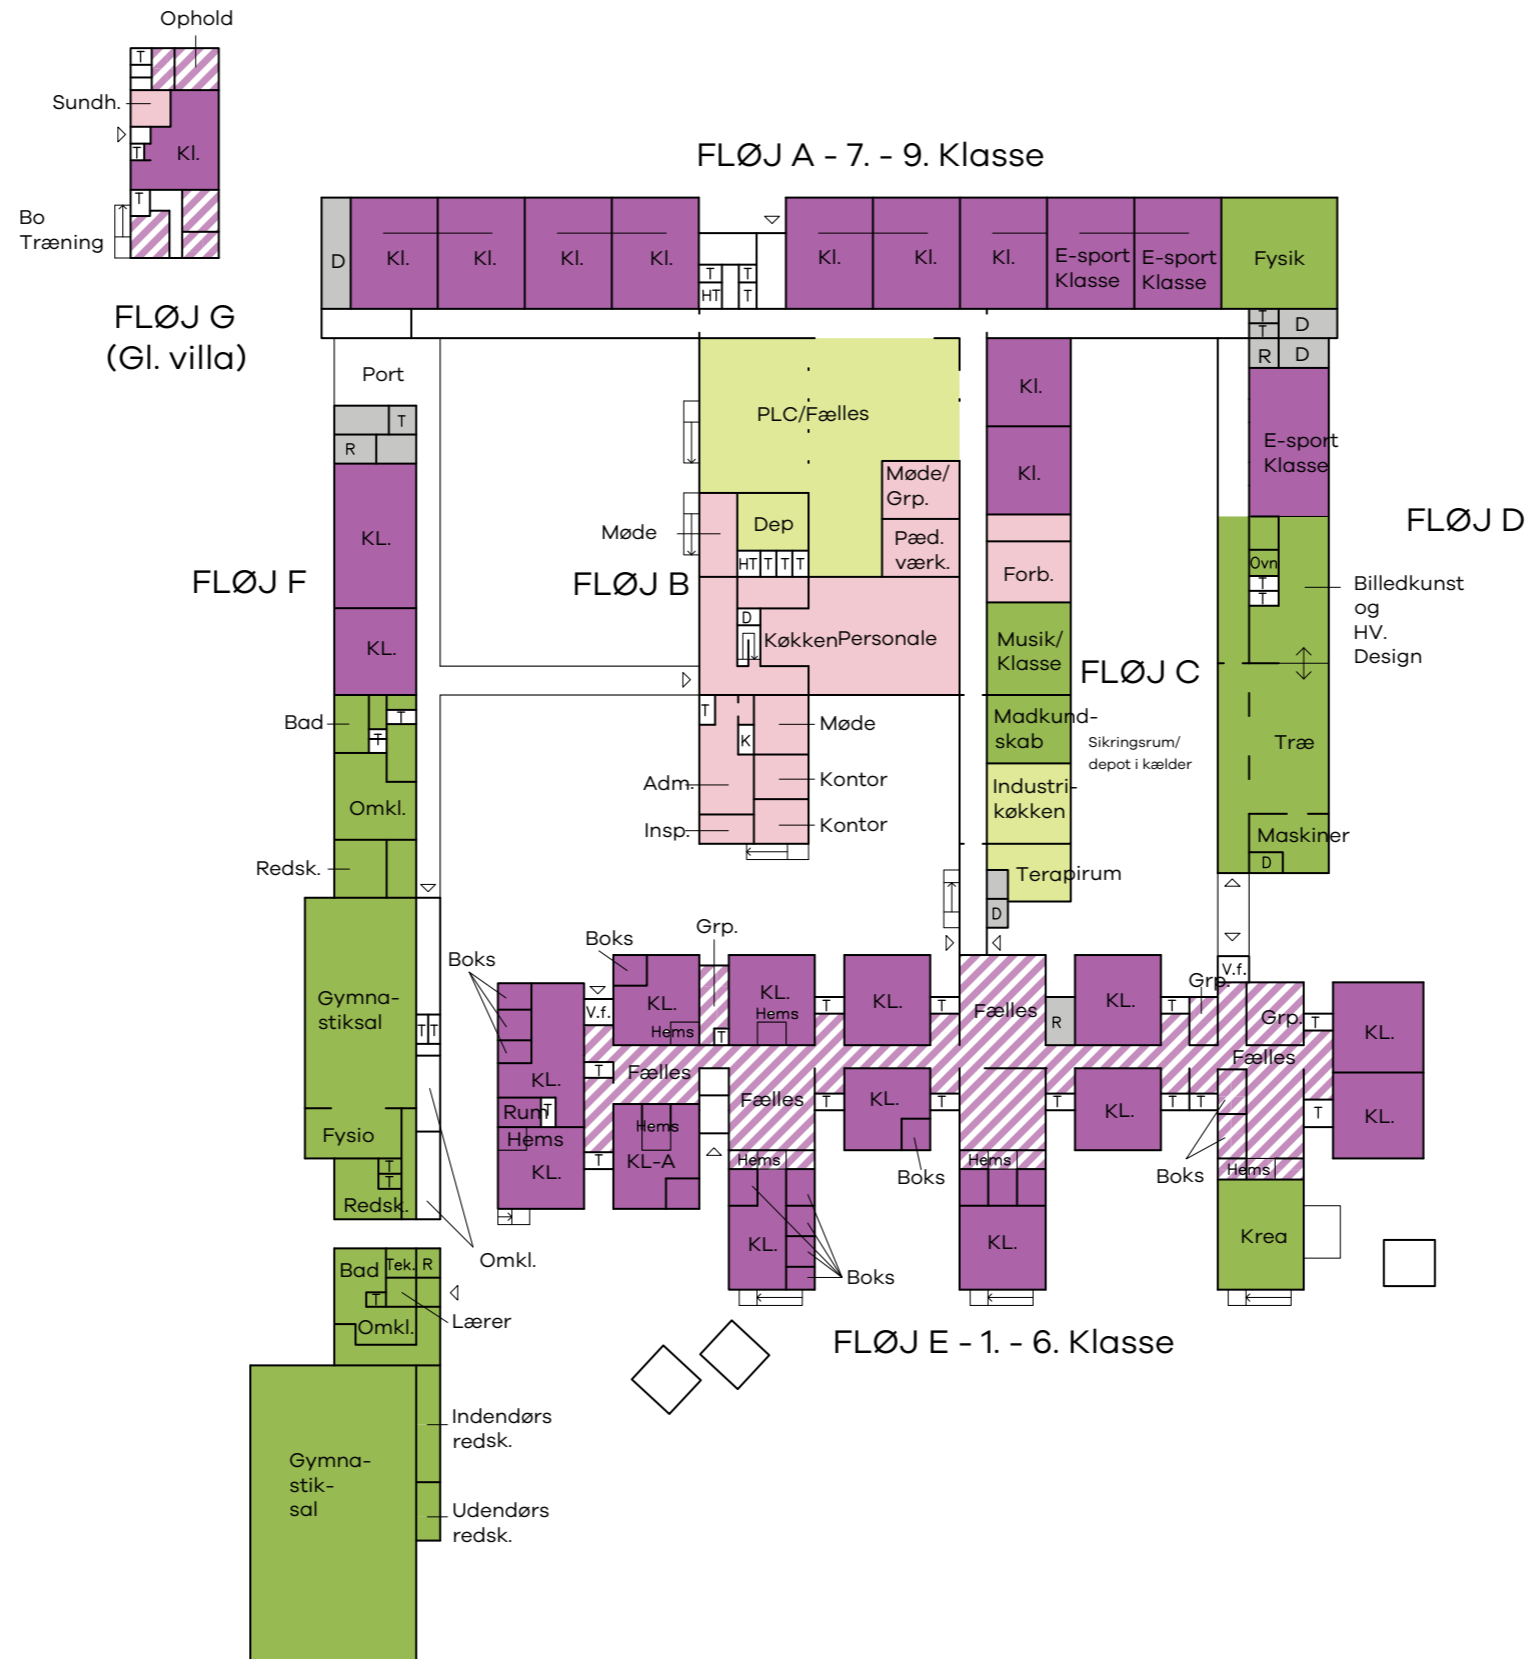 Ophold
T
Sundh.
Kl.
T
T
Bo
Træning
FLØJ G
(Gl. villa)
FLØJ A - 7. - 9. Klasse
D
Kl.
Kl.
Kl.
Kl.
T
T
HT
T
Kl.
Kl.
Kl.
E-sport
Klasse
E-sport
Klasse
Fysik
T
T
D
R
D
Port
T
R
KL.
KL.
FLØJ F
Bad
T
T
Omkl.
Redsk.
Gymna-
stiksal
T
T
Fysio
T
T
Redsk.
Omkl.
Bad
Tek.
R
T
Lærer
Omkl.
Indendørs
redsk.
Gymna-
stik-
sal
Udendørs
redsk.
PLC/Fælles
Møde/
Grp.
Møde
Dep
Pæd.
værk.
HT
T
T
T
FLØJ B
D
Køkken
Personale
T
Møde
K
Adm.
Kontor
Insp.
Kontor
Kl.
Kl.
Forb.
Musik/
Klasse
FLØJ C
Madkund-
skab
Sikringsrum/
depot i kælder
Industri-
køkken
Terapirum
D
E-sport
Klasse
FLØJ D
Ovn
T
T
Billedkunst
og
HV.
Design
Træ
Maskiner
D
Boks
Boks
Grp.
V.f.
KL.
Hems
T
KL.
Hems
T
KL.
T
Fælles
R
KL.
T
Grp.
V.f.
Grp.
T
KL.
KL.
T
Fælles
Fælles
T
KL.
T
T
KL.
T
T
Fælles
T
KL.
Rum
T
Hems
KL.
T
Hems
KL-A
Hems
Boks
Hems
Boks
Hems
KL.
Boks
KL.
Krea
FLØJ E - 1. - 6. Klasse